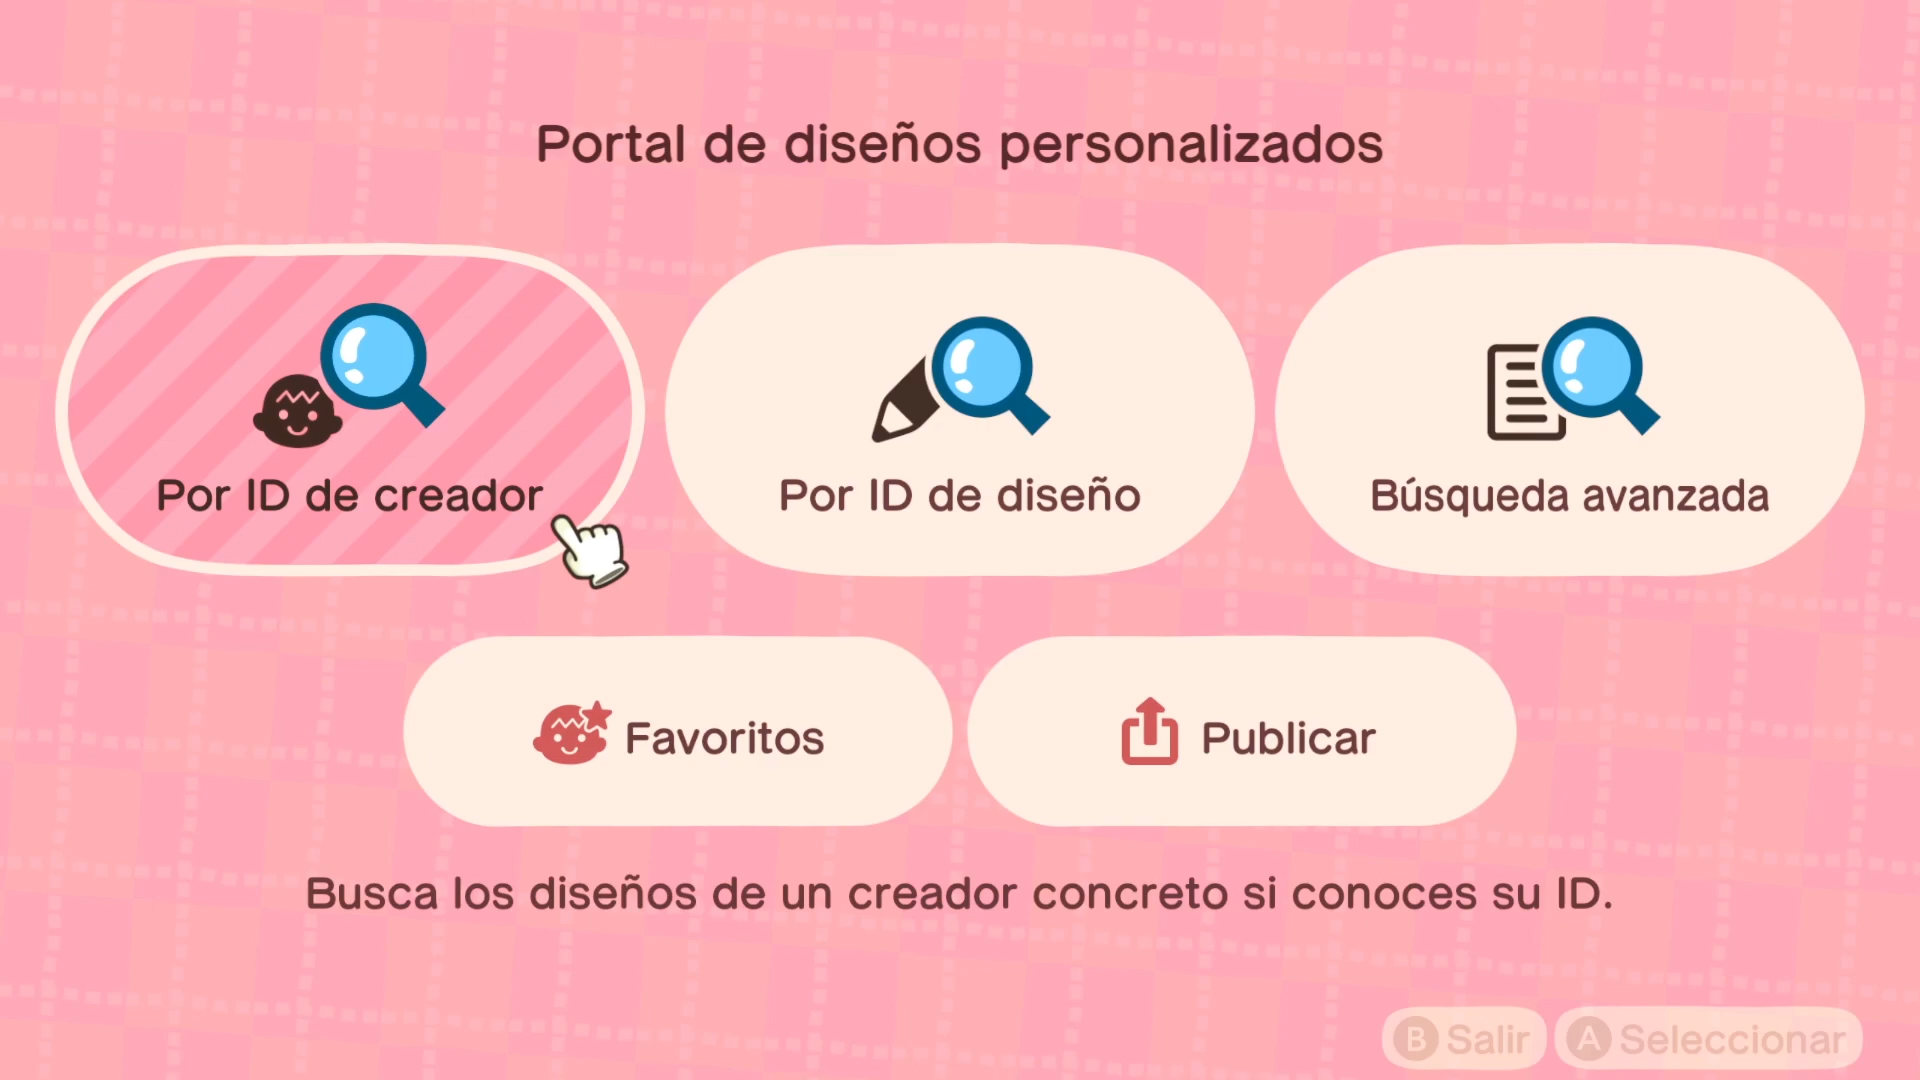 Portal de diseños personalizados
Por ID de creador
Por ID de diseño
Búsqueda avanzada
Favoritos
Publicar
Busca los diseños de un creador concreto si conoces su ID.
B Salir
A Seleccionar